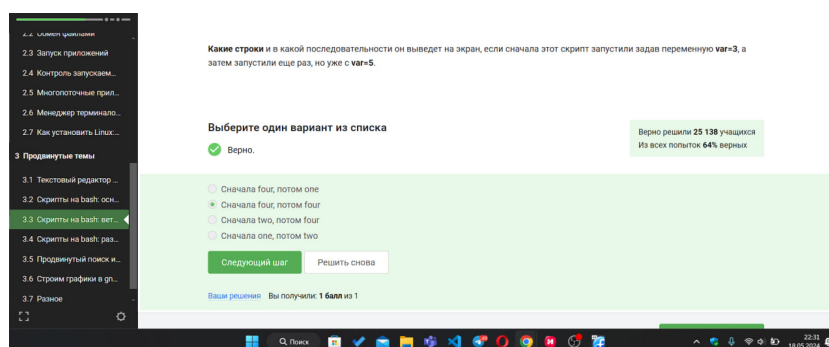 2.2 Обмен файлами
2.3 Запуск приложений
2.4 Контроль запускаем...
2.5 Многопоточные прил...
2.6 Менеджер терминало...
2.7 Как установить Linux:...
3 Продвинутые темы
3.1 Текстовый редактор ...
3.2 Скрипты на bash: осн...
3.3 Скрипты на bash: вет...
3.4 Скрипты на bash: раз...
3.5 Продвинутый поиск и...
3.6 Строим графики в gn...
3.7 Разное
Какие строки и в какой последовательности он выведет на экран, если сначала этот скрипт запустили задав переменную var=3, а
затем запустили еще раз, но уже с var=5.
Выберите один вариант из списка
Верно.
Верно решили 25 138 учащихся
Из всех попыток 64% верных
Сначала four, потом one
Сначала four, потом four
Сначала two, потом four
Сначала one, потом two
Следующий шаг
Решить снова
Ваши решения Вы получили: 1 балл из 1
Поиск
22:31
18.05.2024